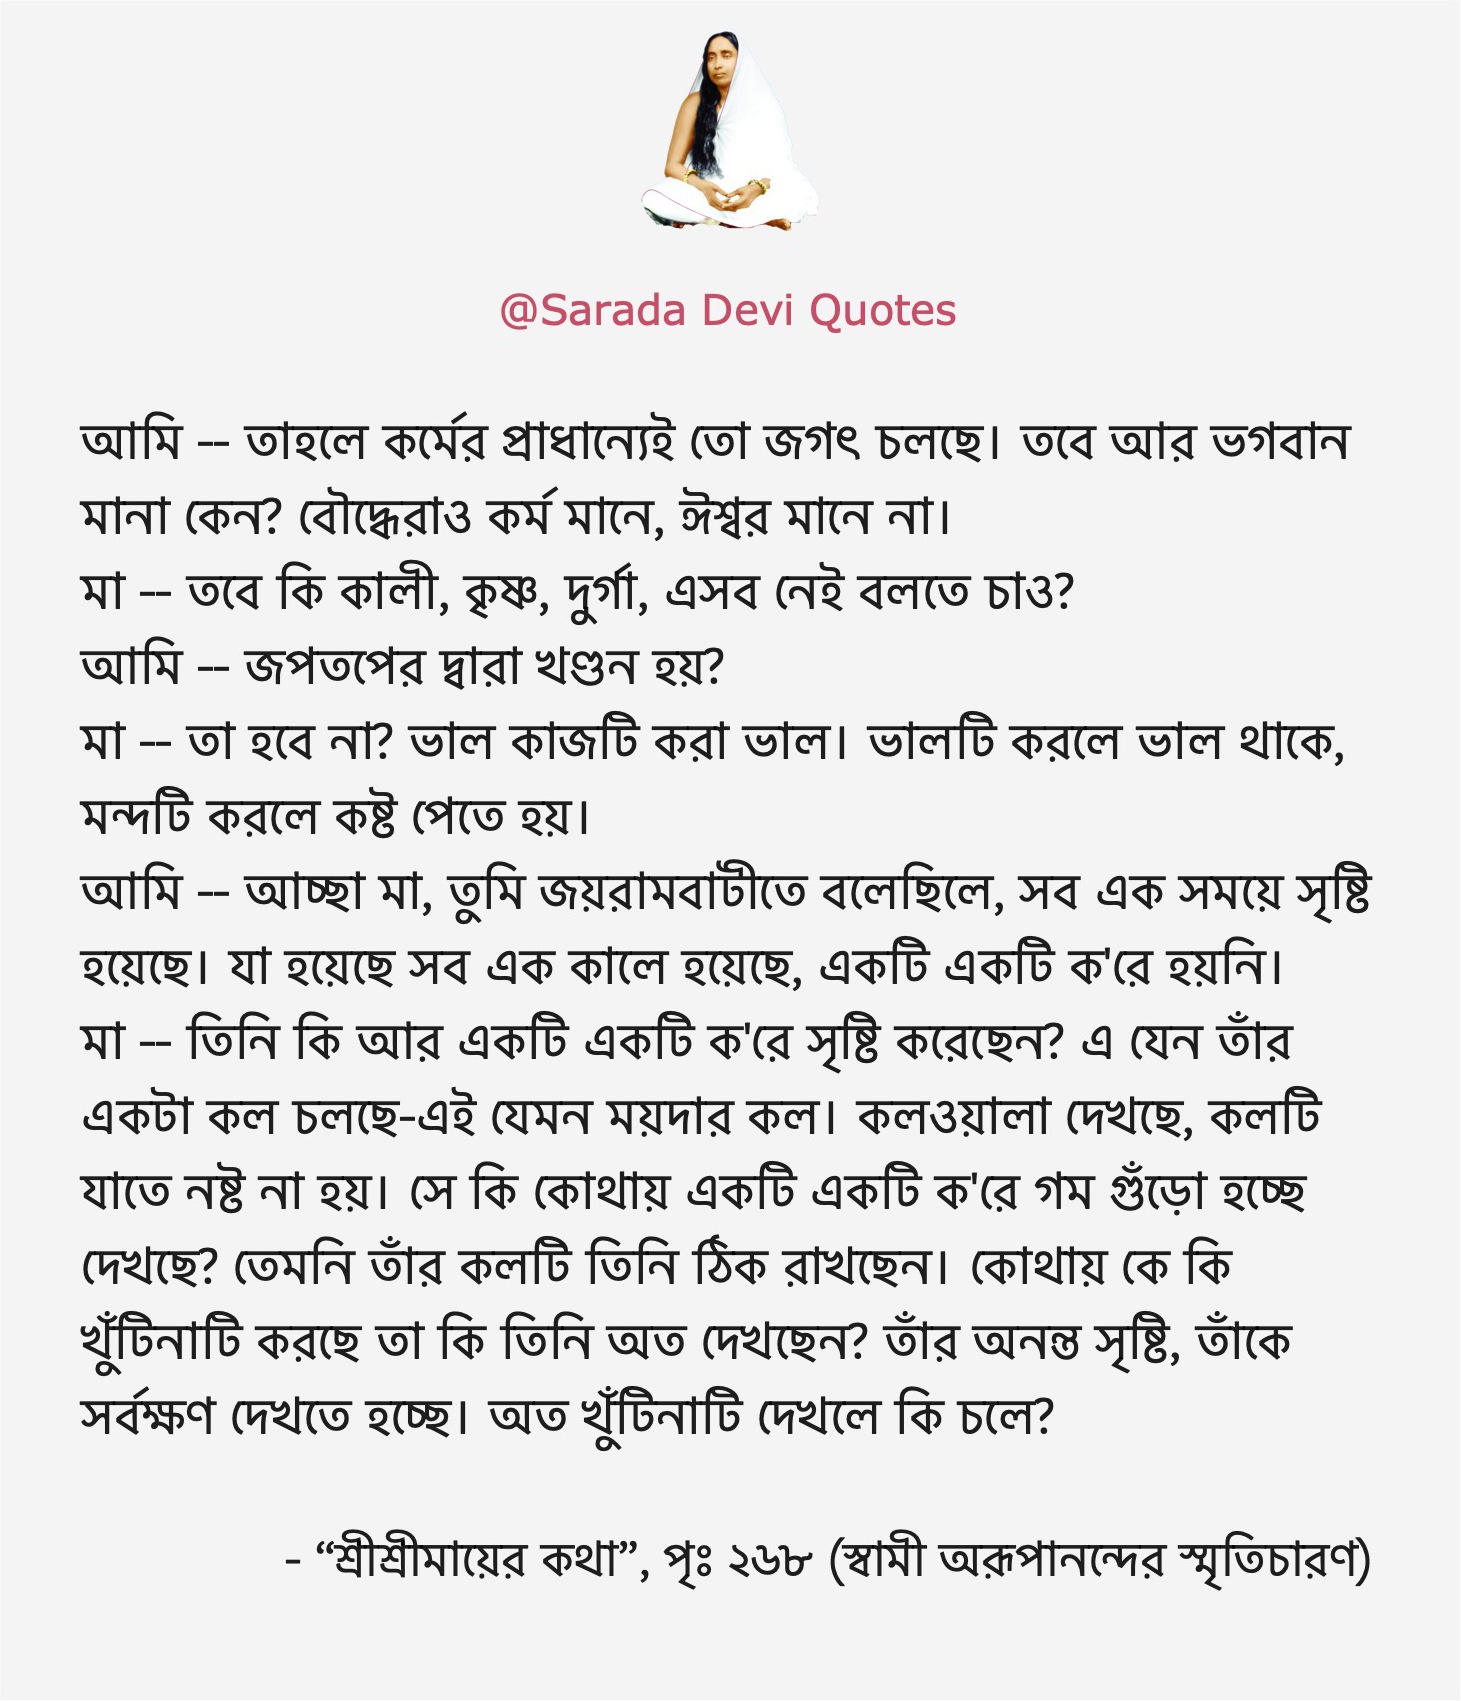 @Sarada Devi Quotes
আমি -- তাহলে কর্মের প্রাধান্যেই তো জগৎ চলছে। তবে আর ভগবান
মানা কেন? বৌদ্ধেরাও কর্ম মানে, ঈশ্বর মানে না।
মা -- তবে কি কালী, কৃষ্ণ, দুর্গা, এসব নেই বলতে চাও?
আমি -- জপতপের দ্বারা খণ্ডন হয়?
মা -- তা হবে না? ভাল কাজটি করা ভাল। ভালটি করলে ভাল থাকে,
মন্দটি করলে কষ্ট পেতে হয়।
আমি -- আচ্ছা মা, তুমি জয়রামবাটীতে বলেছিলে, সব এক সময়ে সৃষ্টি
হয়েছে। যা হয়েছে সব এক কালে হয়েছে, একটি একটি ক'রে হয়নি।
মা -- তিনি কি আর একটি একটি ক'রে সৃষ্টি করেছেন? এ যেন তাঁর
একটা কল চলছে-এই যেমন ময়দার কল। কলওয়ালা দেখছে, কলটি
যাতে নষ্ট না হয়। সে কি কোথায় একটি একটি ক'রে গম গুঁড়ো হচ্ছে
দেখছে? তেমনি তাঁর কলটি তিনি ঠিক রাখছেন। কোথায় কে কি
খুঁটিনাটি করছে তা কি তিনি অত দেখছেন? তাঁর অনন্ত সৃষ্টি, তাঁকে
সর্বক্ষণ দেখতে হচ্ছে। অত খুঁটিনাটি দেখলে কি চলে?
- “শ্রীশ্রীমায়ের কথা”, পৃঃ ২৬৮ (স্বামী অরূপানন্দের স্মৃতিচারণ)